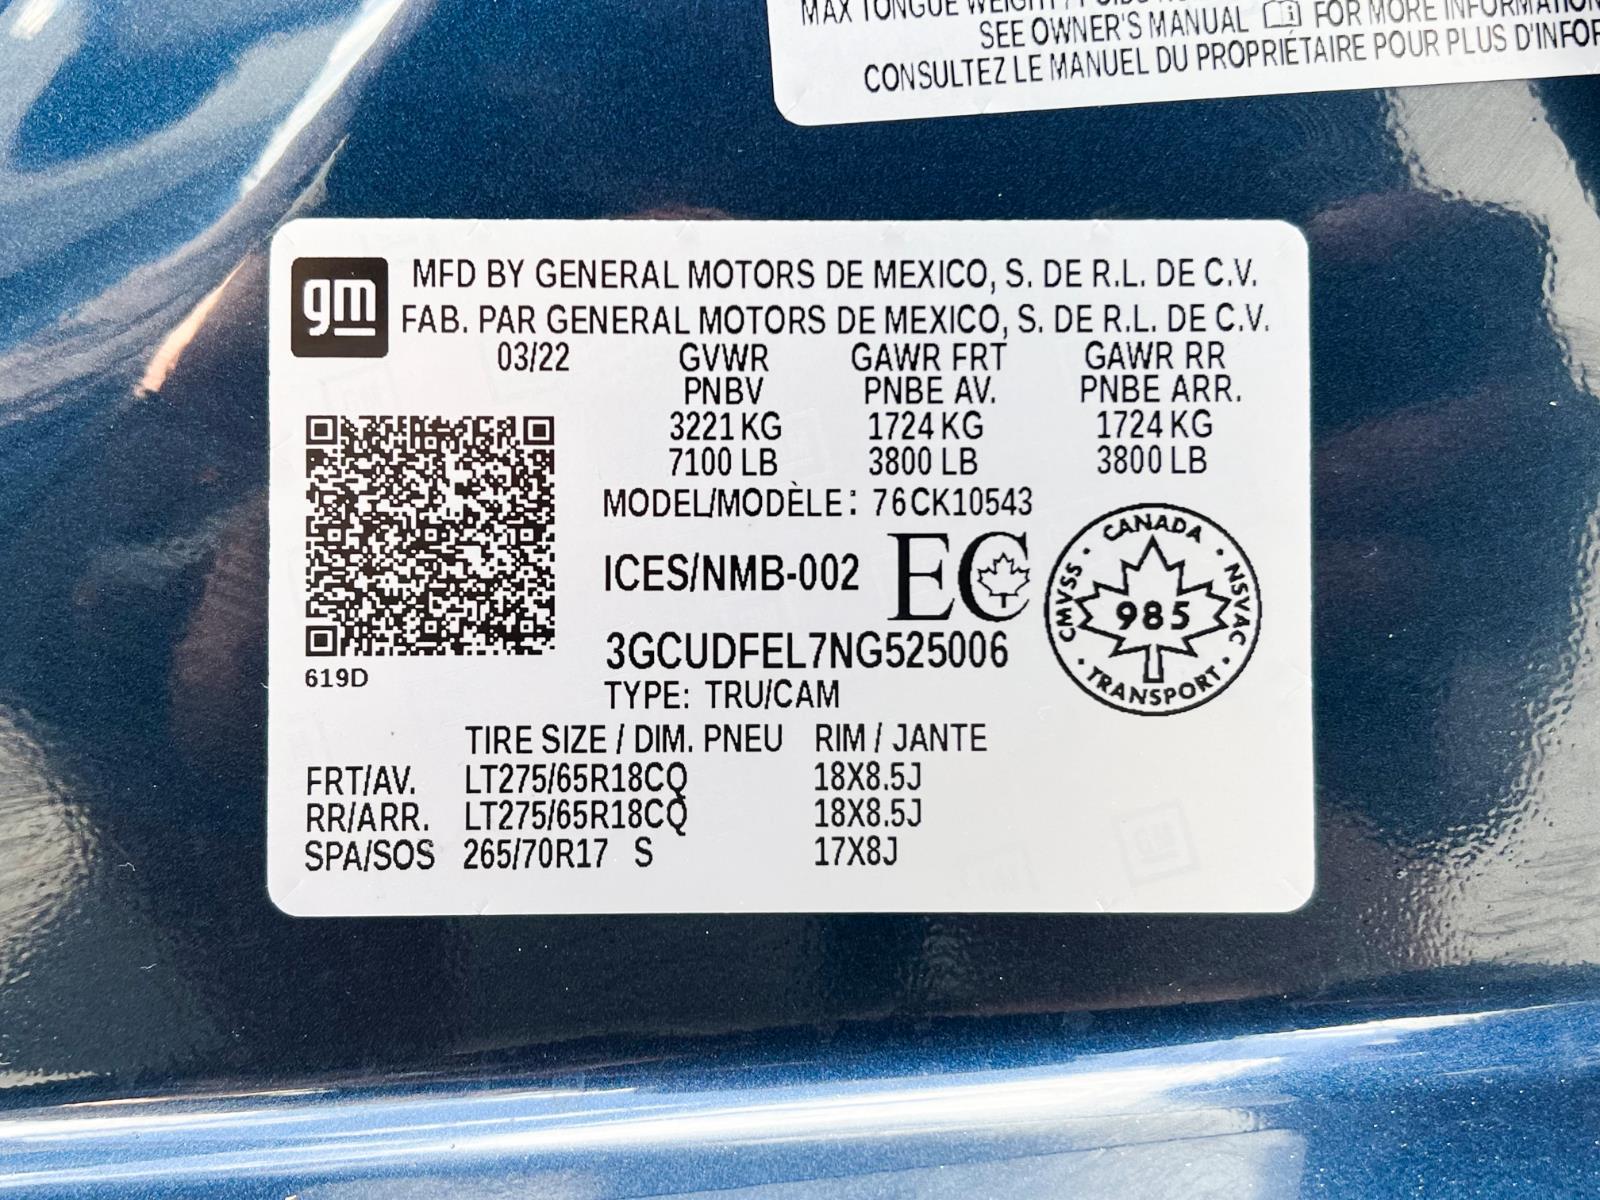 MAX TONGUE WEIGHT / POIDS
SEE OWNER'S MANUAL FOR MORE INFORMATION
CONSULTEZ LE MANUEL DU PROPRIÉTAIRE POUR PLUS
gm
MFD BY GENERAL MOTORS DE MEXICO, S. DE R.L. DE C.V.
FAB. PAR GENERAL MOTORS DE MEXICO, S. DE R.L. DE C.V.
03/22 GVWR GAWR FRT GAWR RR
PNBV PNBE AV. PNBE ARR.
3221 KG 1724 KG 1724 KG
7100 LB 3800 LB 3800 LB
MODEL/MODÈLE: 76CK10543
ICES/NMB-002 EC
CANADA
CMVSS 985 NSVAC
TRANSPORT
3GCUDFEL7NG525006
619D
TYPE: TRU/CAM
TIRE SIZE / DIM. PNEU RIM / JANTE
FRT/AV. LT275/65R18CQ 18X8.5J
RR/ARR. LT275/65R18CQ 18X8.5J
SPA/SOS 265/70R17 S 17X8J